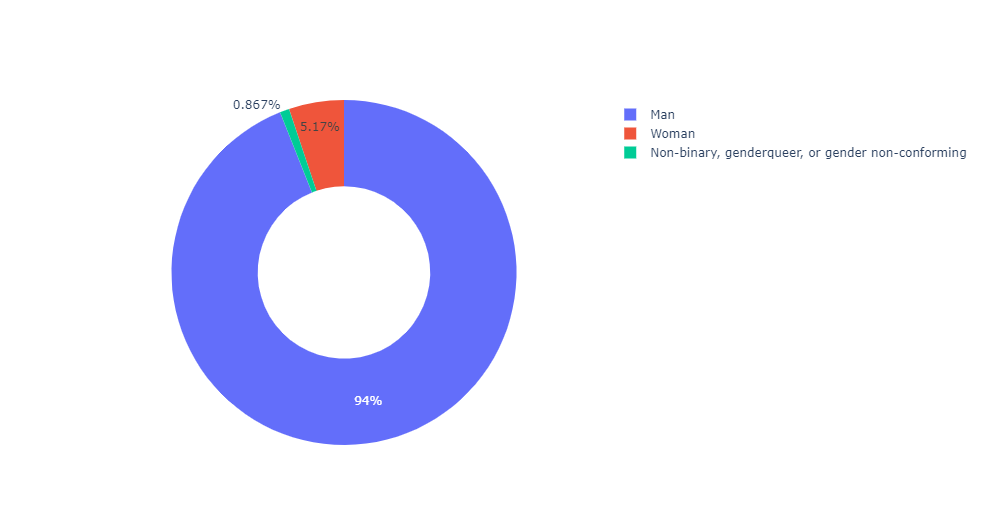 0.867%
5.17%
94%
Man
Woman
Non-binary, genderqueer, or gender non-conforming